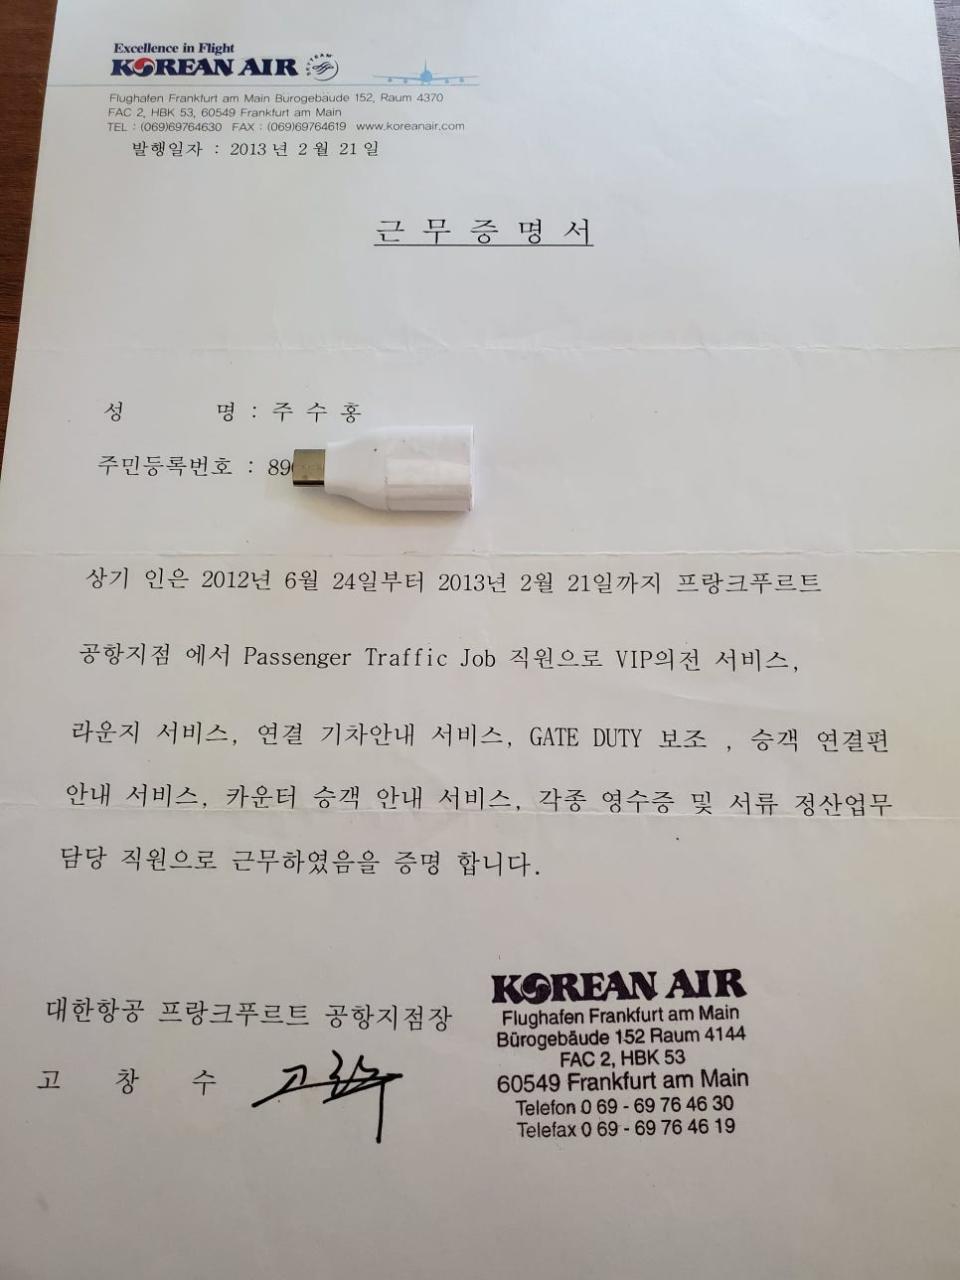 Excellence in Flight
KOREAN AIR
SKYTEAM
Flughafen Frankfurt am Main Bürogebäude 152, Raum 4370
FAC 2, HBK 53, 60549 Frankfurt am Main
TEL : (069)69764630 FAX : (069)69764619 www.koreanair.com
발행일자 : 2013 년 2 월 21 일
근 무 증 명 서
성 명 : 주 수 홍
주민등록번호 : 89
상기 인은 2012년 6월 24일부터 2013년 2월 21일까지 프랑크푸르트
공항지점 에서 Passenger Traffic Job 직원으로 VIP의전 서비스,
라운지 서비스, 연결 기차안내 서비스, GATE DUTY 보조 , 승객 연결편
안내 서비스, 카운터 승객 안내 서비스, 각종 영수증 및 서류 정산업무
담당 직원으로 근무하였음을 증명 합니다.
대한항공 프랑크푸르트 공항지점장
고 창 수
KOREAN AIR
Flughafen Frankfurt am Main
Bürogebäude 152 Raum 4144
FAC 2, HBK 53
60549 Frankfurt am Main
Telefon 0 69 - 69 76 46 30
Telefax 0 69 - 69 76 46 19